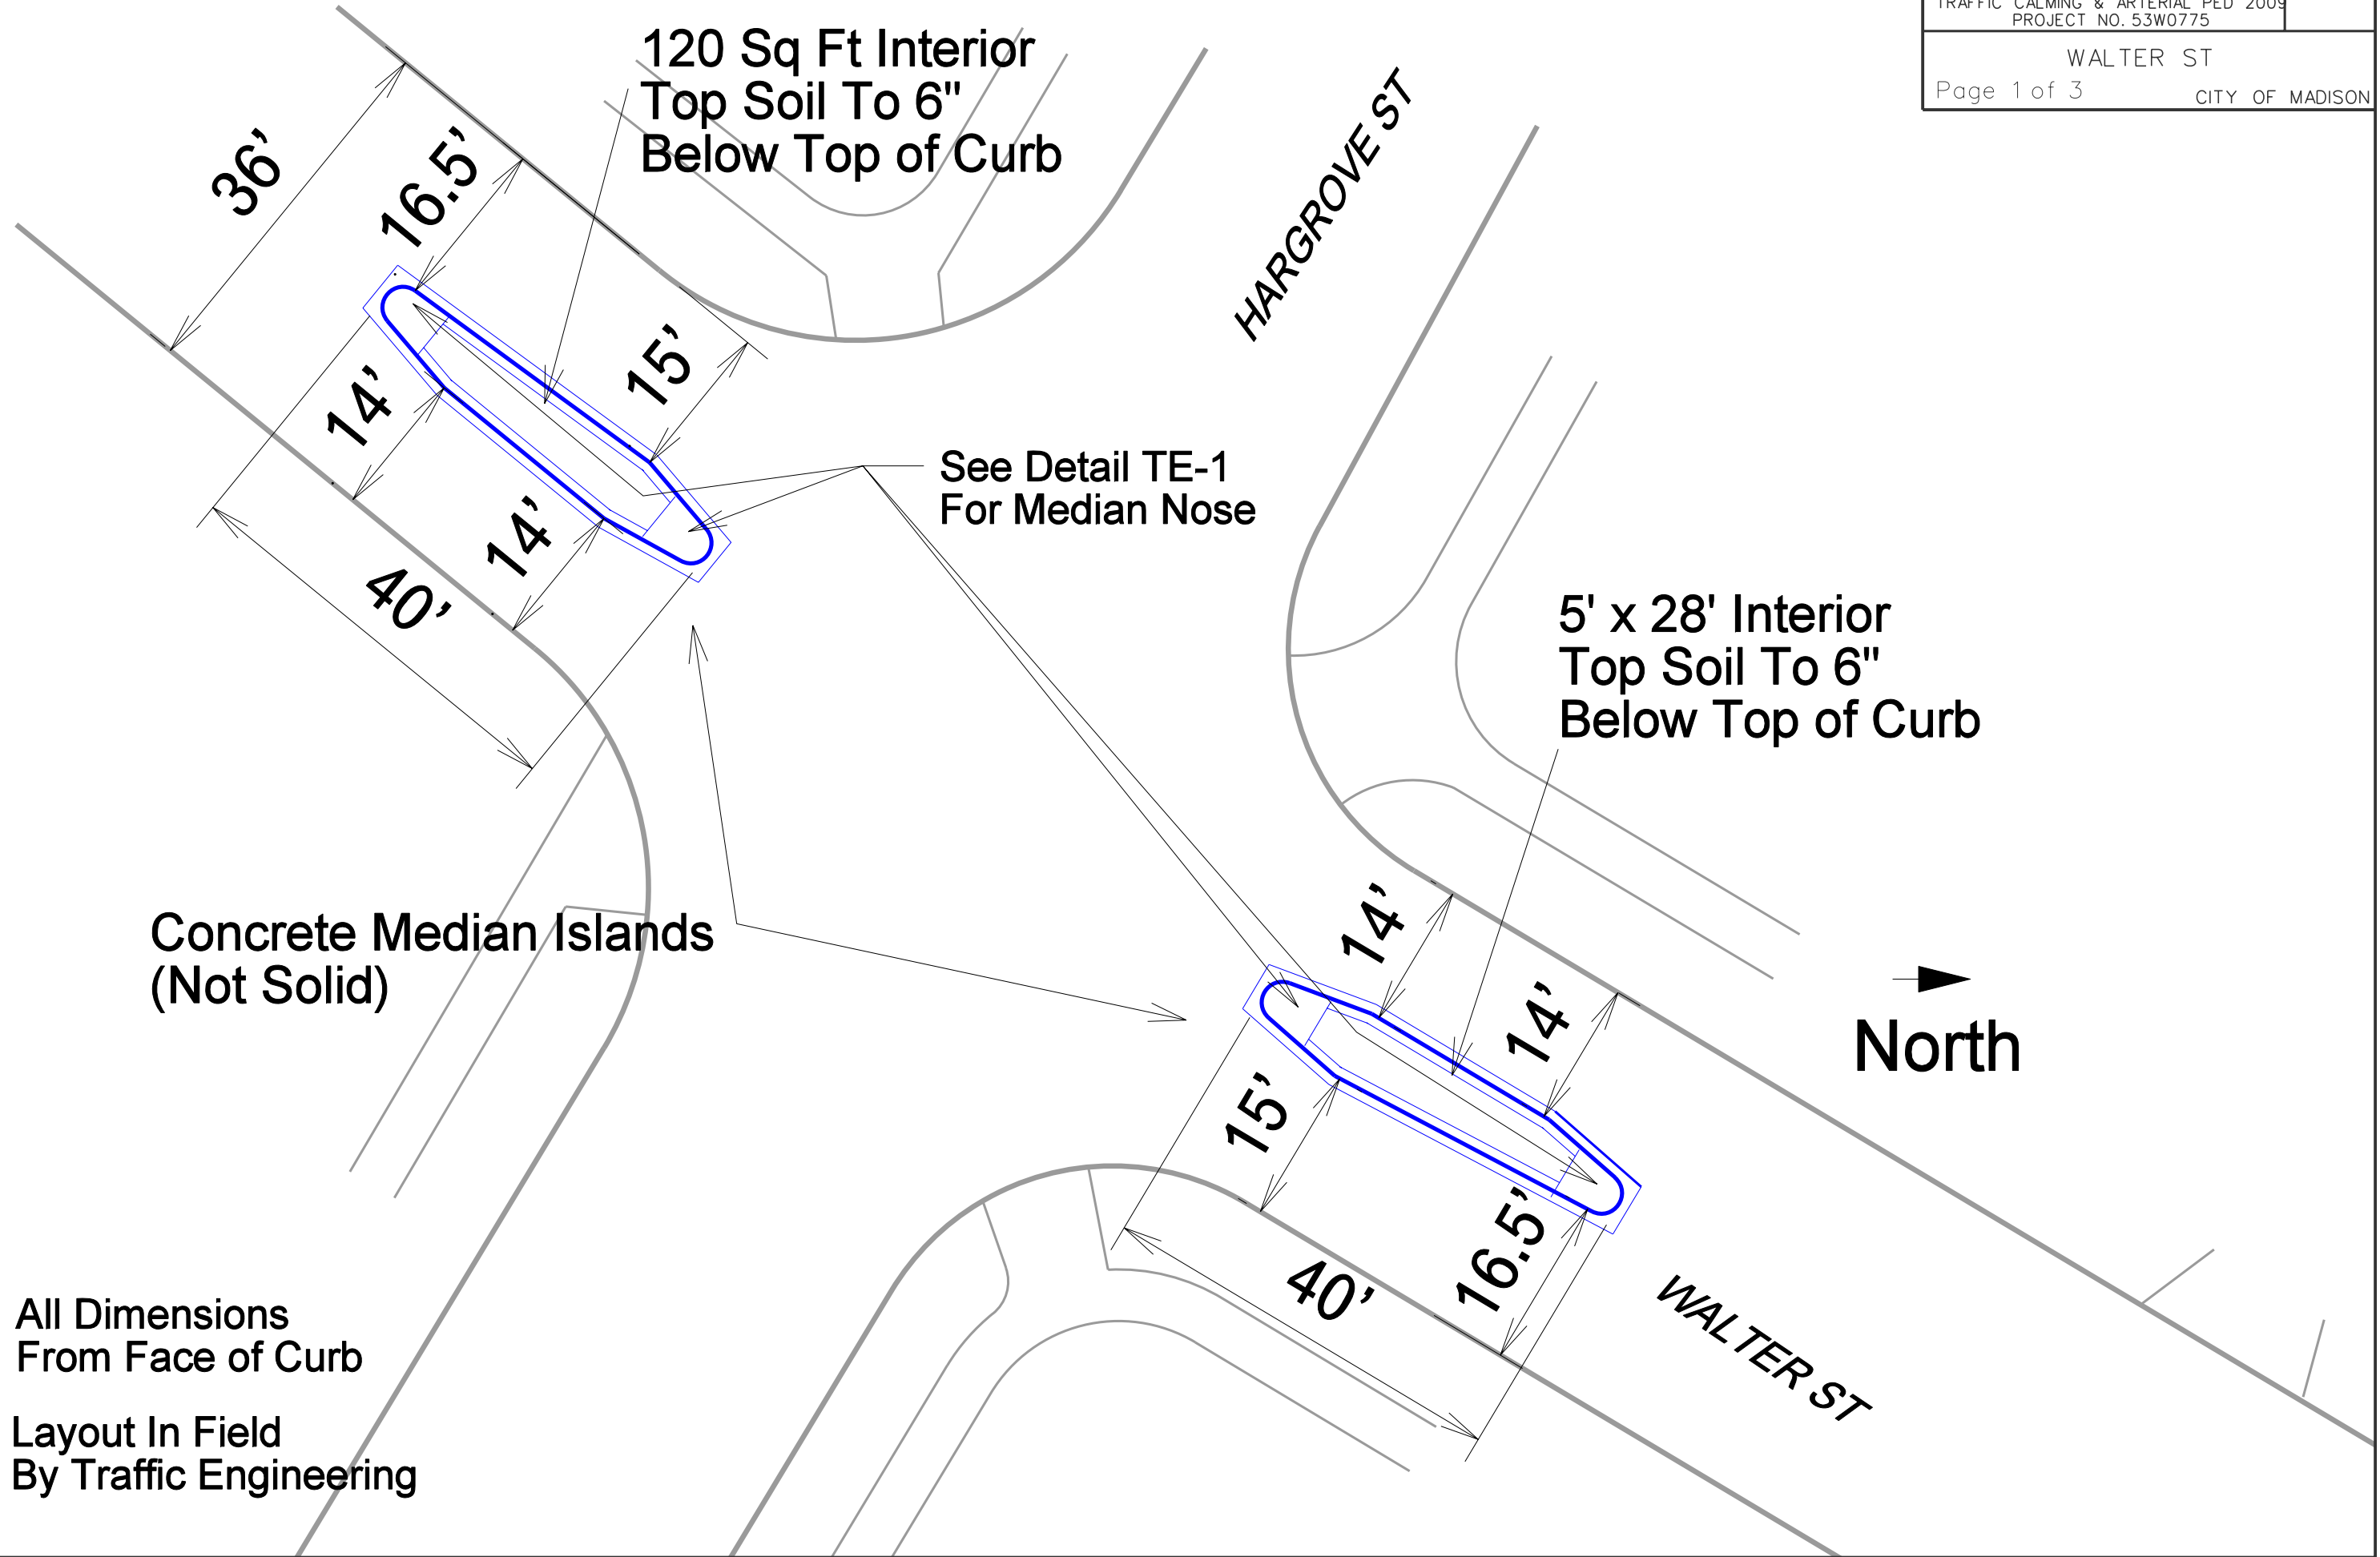 TRAFFIC CALMING & ARTERIAL PED 2009
PROJECT NO. 53W0775
WALTER ST
Page 1 of 3
CITY OF MADISON
120 Sq Ft Interior
Top Soil To 6"
Below Top of Curb
HARGROVE ST
36'
16.5'
15'
14'
14'
40'
See Detail TE-1
For Median Nose
5' x 28' Interior
Top Soil To 6"
Below Top of Curb
Concrete Median Islands
(Not Solid)
14'
14'
North
15'
16.5'
40'
WALTER ST
All Dimensions
From Face of Curb
Layout In Field
By Traffic Engineering